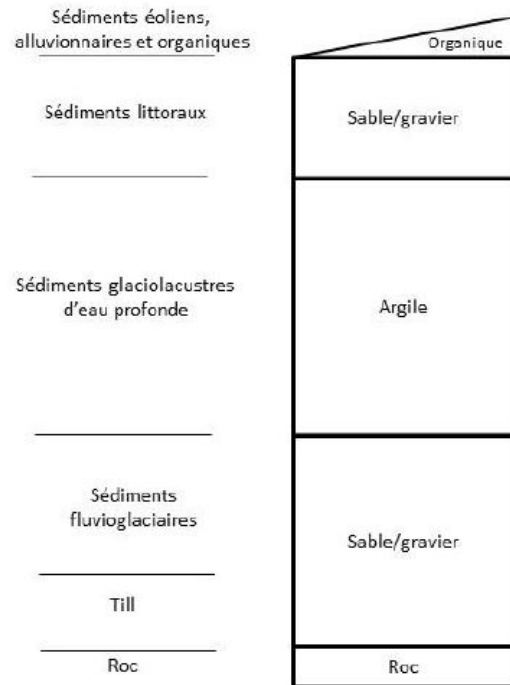 Sédiments éoliens,
alluvionnaires et organiques
Organique
Sédiments littoraux
Sable/gravier
Sédiments glaciolacustres
d'eau profonde
Argile
Sédiments
fluvioglaciaires
Sable/gravier
Till
Roc
Roc